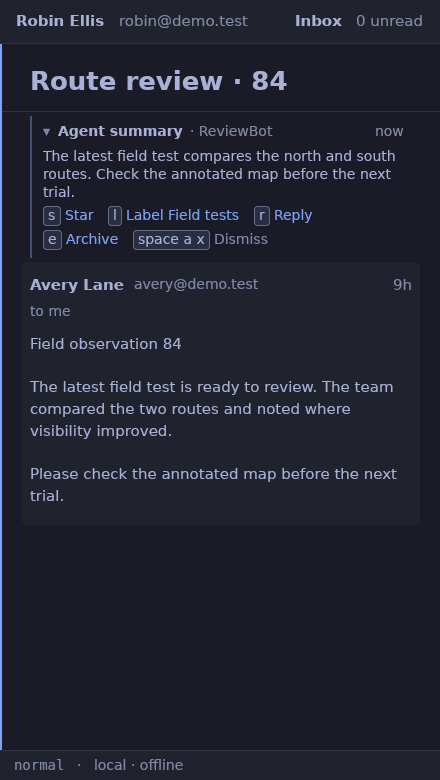 Robin Ellis robin@demo.test Inbox 0 unread
Route review · 84
▾ Agent summary · ReviewBot now
The latest field test compares the north and south
routes. Check the annotated map before the next
trial.
s Star l Label Field tests r Reply
e Archive space a x Dismiss
Avery Lane avery@demo.test 9h
to me
Field observation 84
The latest field test is ready to review. The team
compared the two routes and noted where
visibility improved.
Please check the annotated map before the next
trial.
normal · local · offline